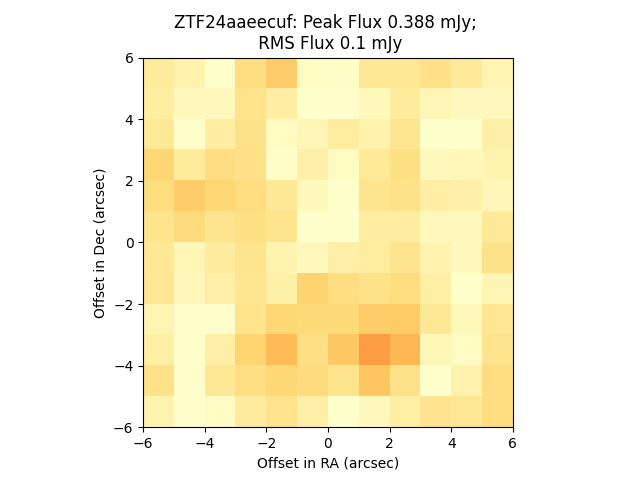 ZTF24aaeecuf: Peak Flux 0.388 mJy;
RMS Flux 0.1 mJy
6
4
2
0
−2
−4
−6
Offset in Dec (arcsec)
−6 −4 −2 0 2 4 6
Offset in RA (arcsec)